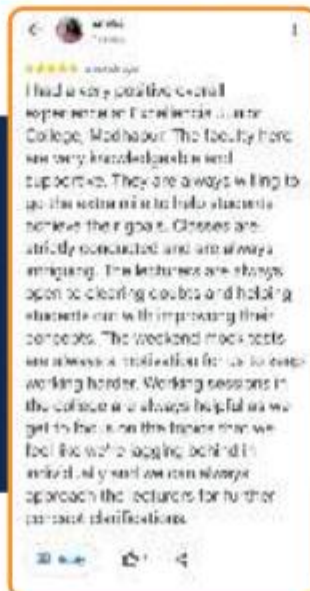 I had a very positive overall
experience at Excellencia Junior
College, Madhapur. The faculty here
are very knowledgeable and
supportive. They are always willing to
go the extra mile to help students
achieve their goals. Classes are
strictly conducted and are always
intriguing. The lecturers are always
open to clearing doubts and helping
students out with improving their
concepts. The weekend mock tests
are always a motivation for us to keep
working harder. Working sessions in
the college are always helpful as we
get to focus on the topics that we
feel like we're lagging behind in
individually and we can always
approach the lecturers for further
concept clarifications.